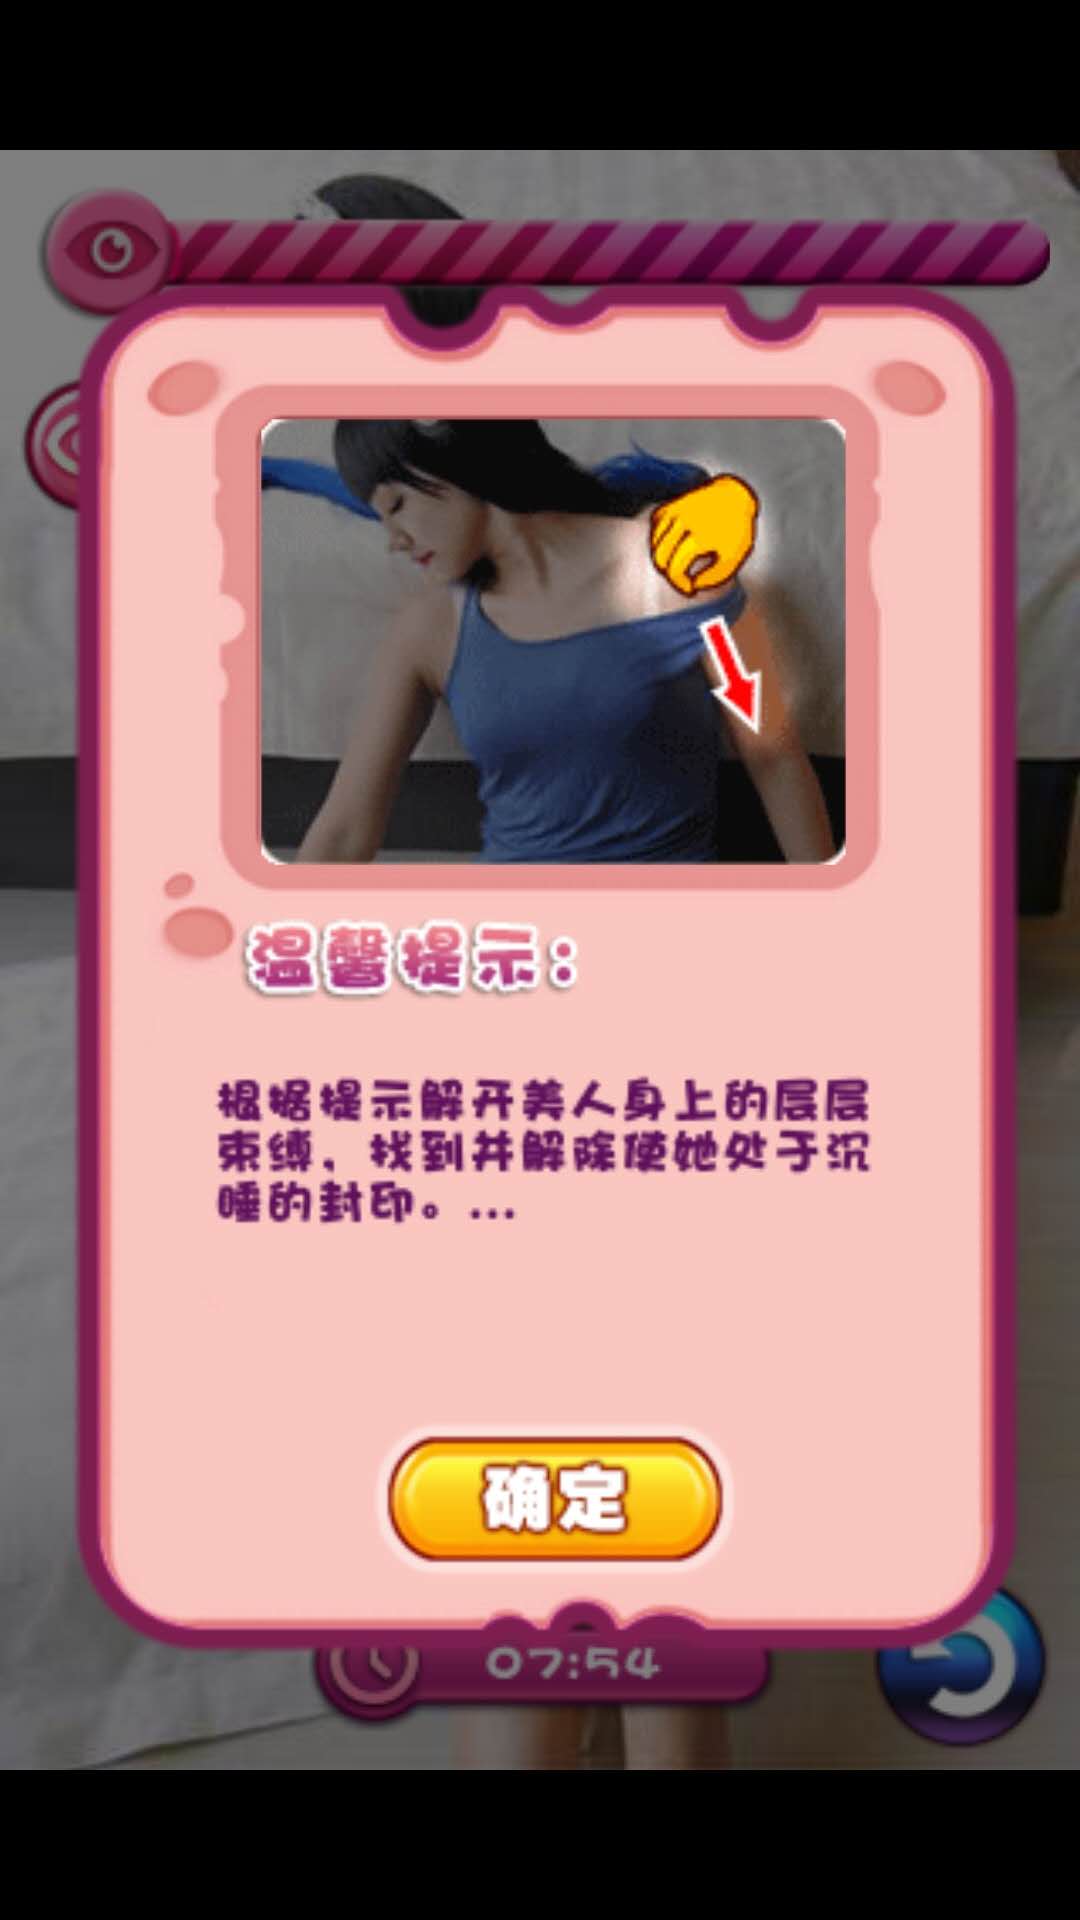 温馨提示：
根据提示解开美人身上的层层
束缚，找到并解除使她处于沉
睡的封印。...
确定
07:54